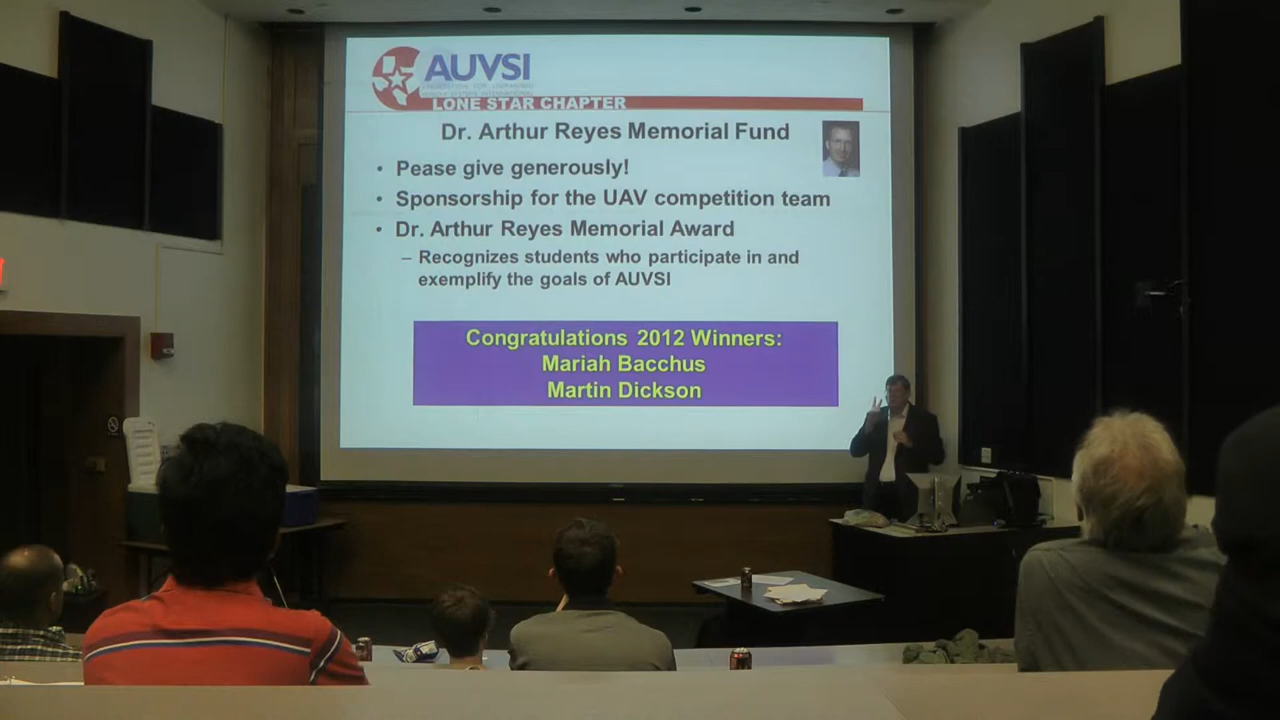 AUVSI
LONE STAR CHAPTER
Dr. Arthur Reyes Memorial Fund
• Pease give generously!
• Sponsorship for the UAV competition team
• Dr. Arthur Reyes Memorial Award
– Recognizes students who participate in and
exemplify the goals of AUVSI
Congratulations 2012 Winners:
Mariah Bacchus
Martin Dickson